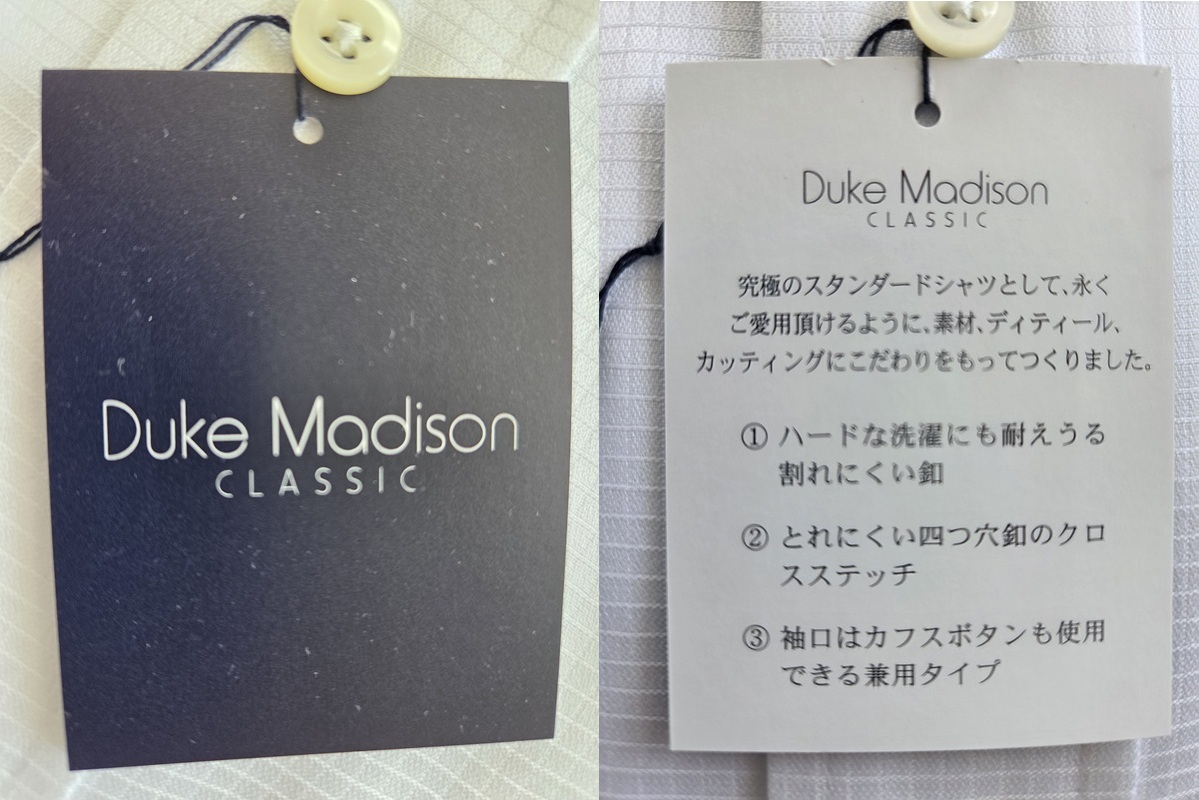 Duke Madison
CLASSIC
Duke Madison
CLASSIC
究極のスタンダードシャツとして、永く
ご愛用頂けるように、素材、ディティール、
カッティングにこだわりをもってつくりました。
① ハードな洗濯にも耐えうる
割れにくい釦
② とれにくい四つ穴釦のクロ
スステッチ
③ 袖口はカフスボタンも使用
できる兼用タイプ